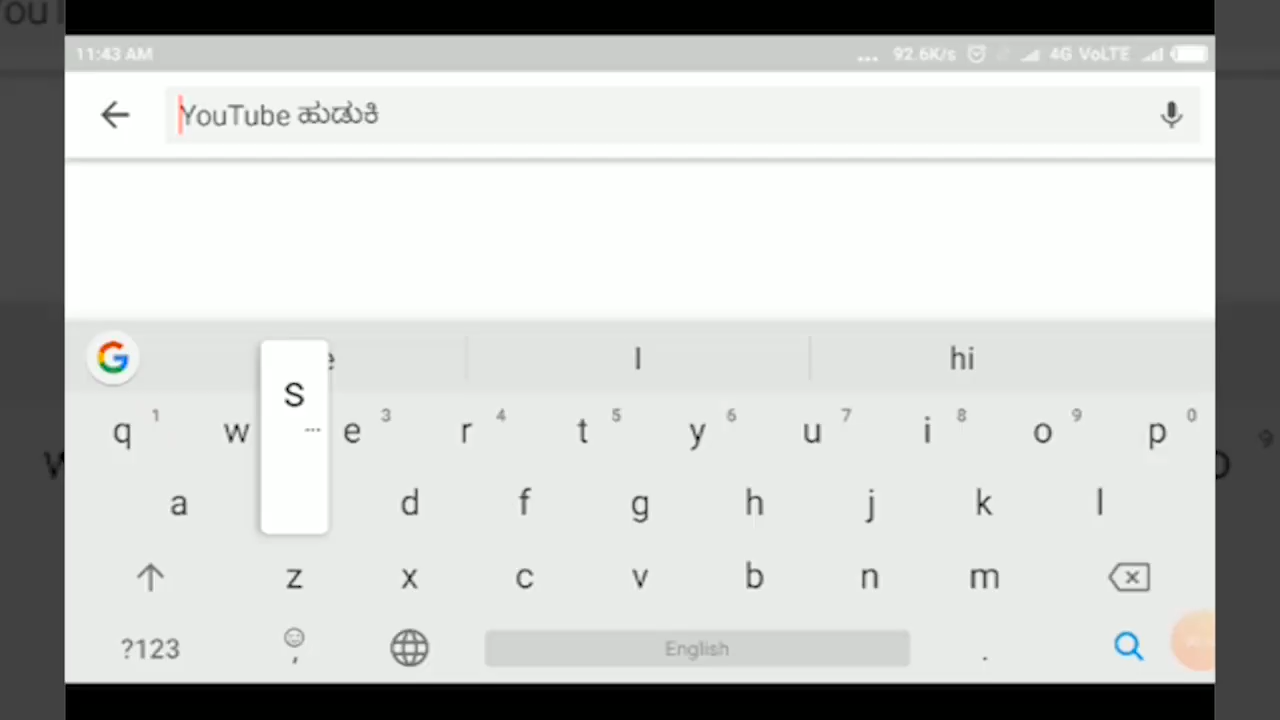 11:43 AM ... 92.6K/s 4G VoLTE
YouTube ಹುಡುಕಿ
I hi
q 1 w e 3 r 4 t 5 y 6 u 7 i 8 o 9 p 0
S ...
a d f g h j k l
z x c v b n m
?123 , English .